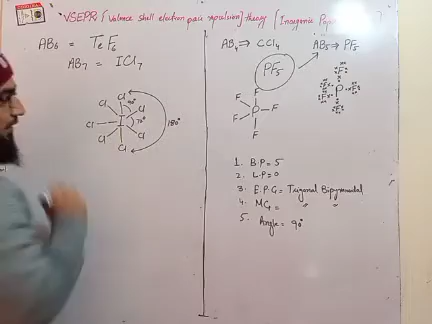 VSEPR {Valence shell electron pair repulsion} theory {Inorganic
AB6 = TeF6
AB7 = ICl7
Cl
Cl
Cl
Cl
Cl
Cl
Cl
I
90°
72°
180°
AB4 ⇒ CCl4
AB5 ⇒ PF5
PF5
F
F
F
P
F
F
F
F
P
F
F
F
1. B.P = 5
2. L.P = 0
3. E.P.G = Trigonal Bipyramidal
4. MG = " "
5. Angle = 90°